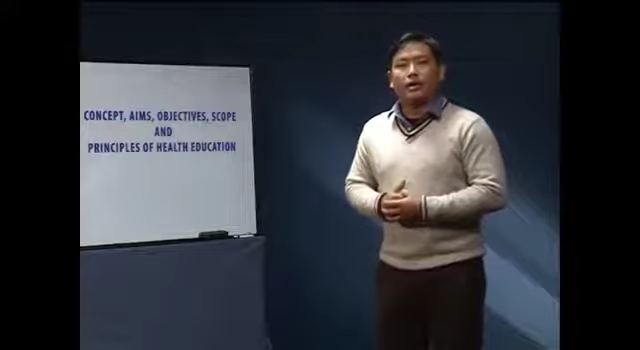 CONCEPT, AIMS, OBJECTIVES, SCOPE
AND
PRINCIPLES OF HEALTH EDUCATION